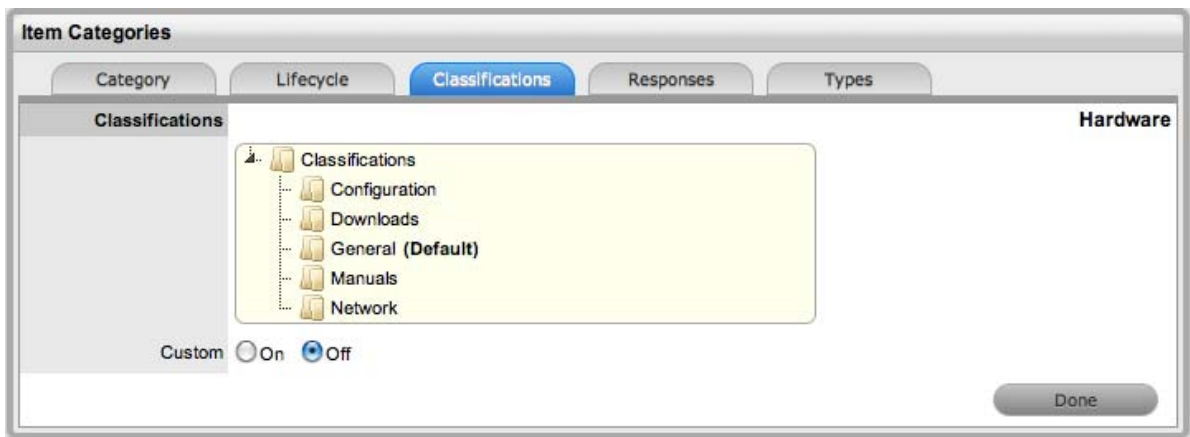 Item Categories
Category Lifecycle Classifications Responses Types
Classifications Hardware
Classifications
Configuration
Downloads
General (Default)
Manuals
Network
Custom On Off
Done